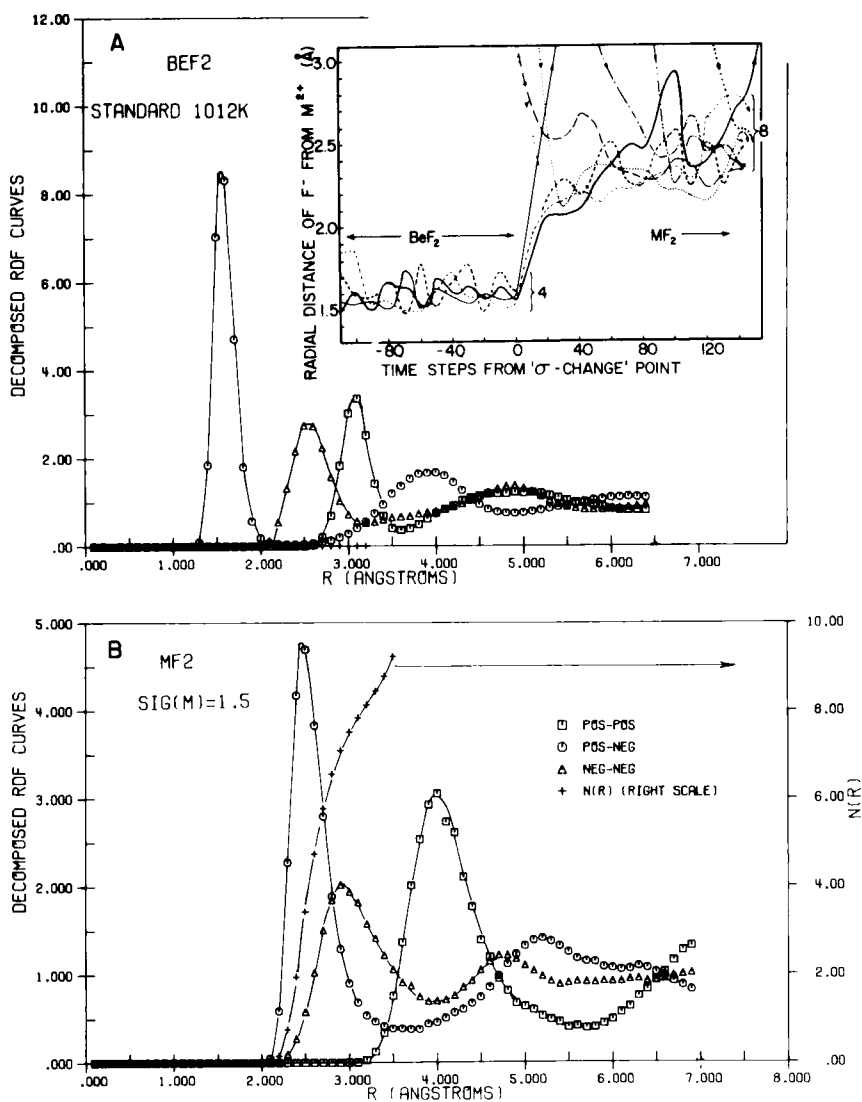 A
BEF2
STANDARD 1012K
DECOMPOSED RDF CURVES
12.00
10.00
8.00
6.00
4.00
2.00
.00
.000 1.000 2.000 3.000 4.000 5.000 6.000 7.000
R (ANGSTROMS)
RADIAL DISTANCE OF F⁻ FROM M²⁺ (Å)
3.0
2.5
2.0
1.5
BeF₂
MF₂
4
8
-80 -40 0 40 80 120
TIME STEPS FROM 'σ-CHANGE' POINT
B
MF2
SIG(M)=1.5
DECOMPOSED RDF CURVES
5.000
4.000
3.000
2.000
1.000
.000
POS-POS
POS-NEG
NEG-NEG
N(R) (RIGHT SCALE)
10.00
8.00
6.00
4.00
2.00
.00
N(R)
.000 1.000 2.000 3.000 4.000 5.000 6.000 7.000 8.000
R (ANGSTROMS)